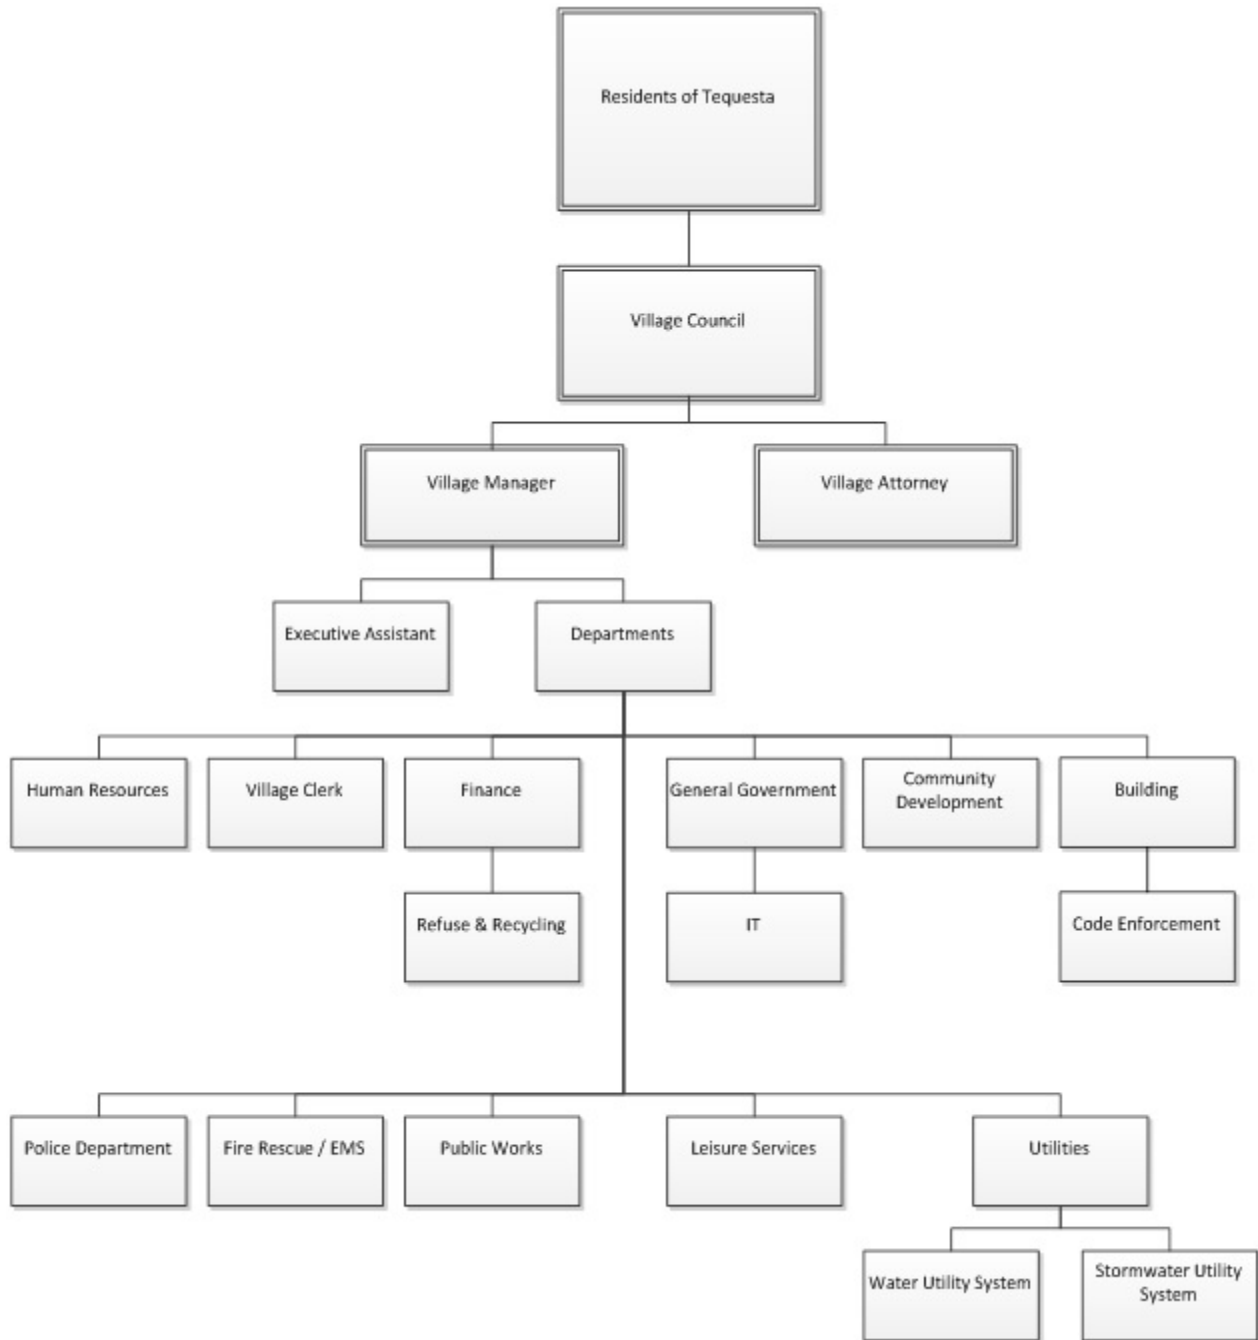 Residents of Tequesta
Village Council
Village Manager
Village Attorney
Executive Assistant
Departments
Human Resources
Village Clerk
Finance
General Government
Community
Development
Building
Refuse & Recycling
IT
Code Enforcement
Police Department
Fire Rescue / EMS
Public Works
Leisure Services
Utilities
Water Utility System
Stormwater Utility
System